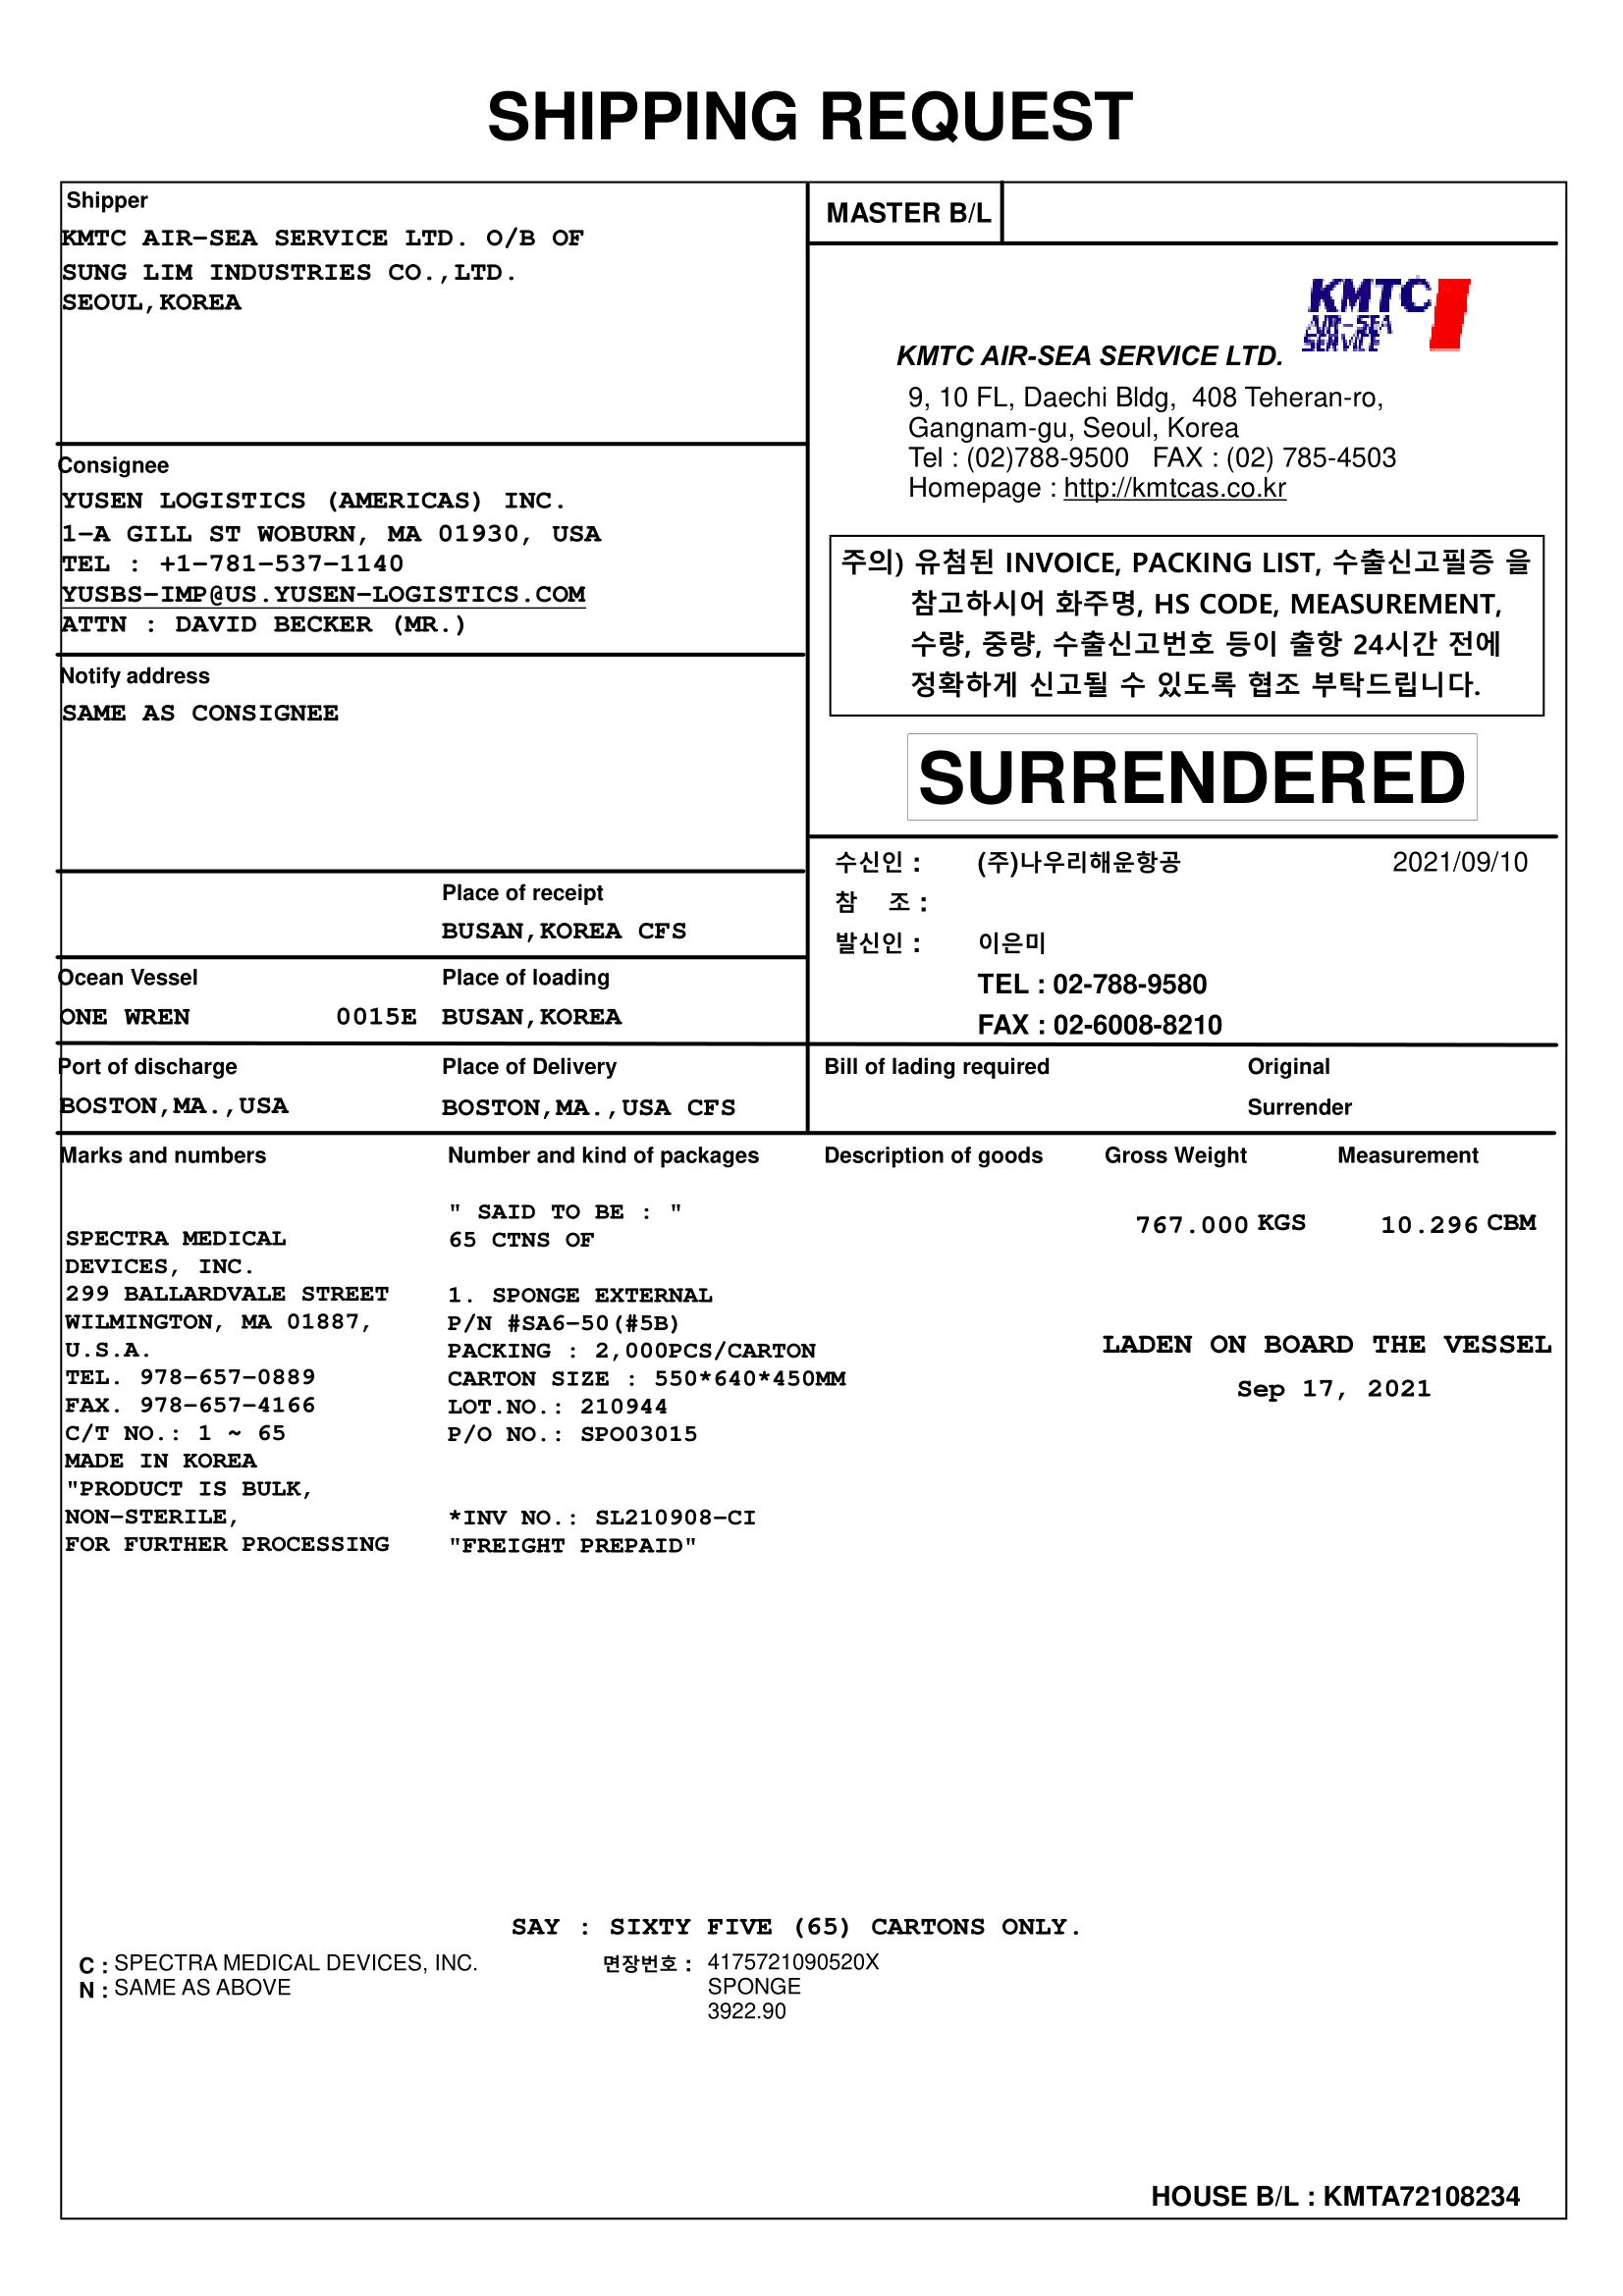 SHIPPING REQUEST
Shipper
KMTC AIR-SEA SERVICE LTD. O/B OF
SUNG LIM INDUSTRIES CO.,LTD.
SEOUL,KOREA
MASTER B/L
KMTC
AIR-SEA
SERVICE
KMTC AIR-SEA SERVICE LTD.
9, 10 FL, Daechi Bldg, 408 Teheran-ro,
Gangnam-gu, Seoul, Korea
Tel : (02)788-9500 FAX : (02) 785-4503
Homepage : http://kmtcas.co.kr
Consignee
YUSEN LOGISTICS (AMERICAS) INC.
1-A GILL ST WOBURN, MA 01930, USA
TEL : +1-781-537-1140
YUSBS-IMP@US.YUSEN-LOGISTICS.COM
ATTN : DAVID BECKER (MR.)
주의) 유첨된 INVOICE, PACKING LIST, 수출신고필증 을
참고하시어 화주명, HS CODE, MEASUREMENT,
수량, 중량, 수출신고번호 등이 출항 24시간 전에
정확하게 신고될 수 있도록 협조 부탁드립니다.
Notify address
SAME AS CONSIGNEE
SURRENDERED
수신인 : (주)나우리해운항공 2021/09/10
참 조 :
발신인 : 이은미
TEL : 02-788-9580
FAX : 02-6008-8210
Place of receipt
BUSAN,KOREA CFS
Ocean Vessel Place of loading
ONE WREN 0015E BUSAN,KOREA
Port of discharge Place of Delivery Bill of lading required Original
BOSTON,MA.,USA BOSTON,MA.,USA CFS Surrender
Marks and numbers Number and kind of packages Description of goods Gross Weight Measurement
" SAID TO BE : "
65 CTNS OF
767.000 KGS 10.296 CBM
SPECTRA MEDICAL
DEVICES, INC.
299 BALLARDVALE STREET
WILMINGTON, MA 01887,
U.S.A.
TEL. 978-657-0889
FAX. 978-657-4166
C/T NO.: 1 ~ 65
MADE IN KOREA
"PRODUCT IS BULK,
NON-STERILE,
FOR FURTHER PROCESSING
1. SPONGE EXTERNAL
P/N #SA6-50(#5B)
PACKING : 2,000PCS/CARTON
CARTON SIZE : 550*640*450MM
LOT.NO.: 210944
P/O NO.: SPO03015
*INV NO.: SL210908-CI
"FREIGHT PREPAID"
LADEN ON BOARD THE VESSEL
Sep 17, 2021
SAY : SIXTY FIVE (65) CARTONS ONLY.
C : SPECTRA MEDICAL DEVICES, INC.
N : SAME AS ABOVE
면장번호 : 4175721090520X
SPONGE
3922.90
HOUSE B/L : KMTA72108234